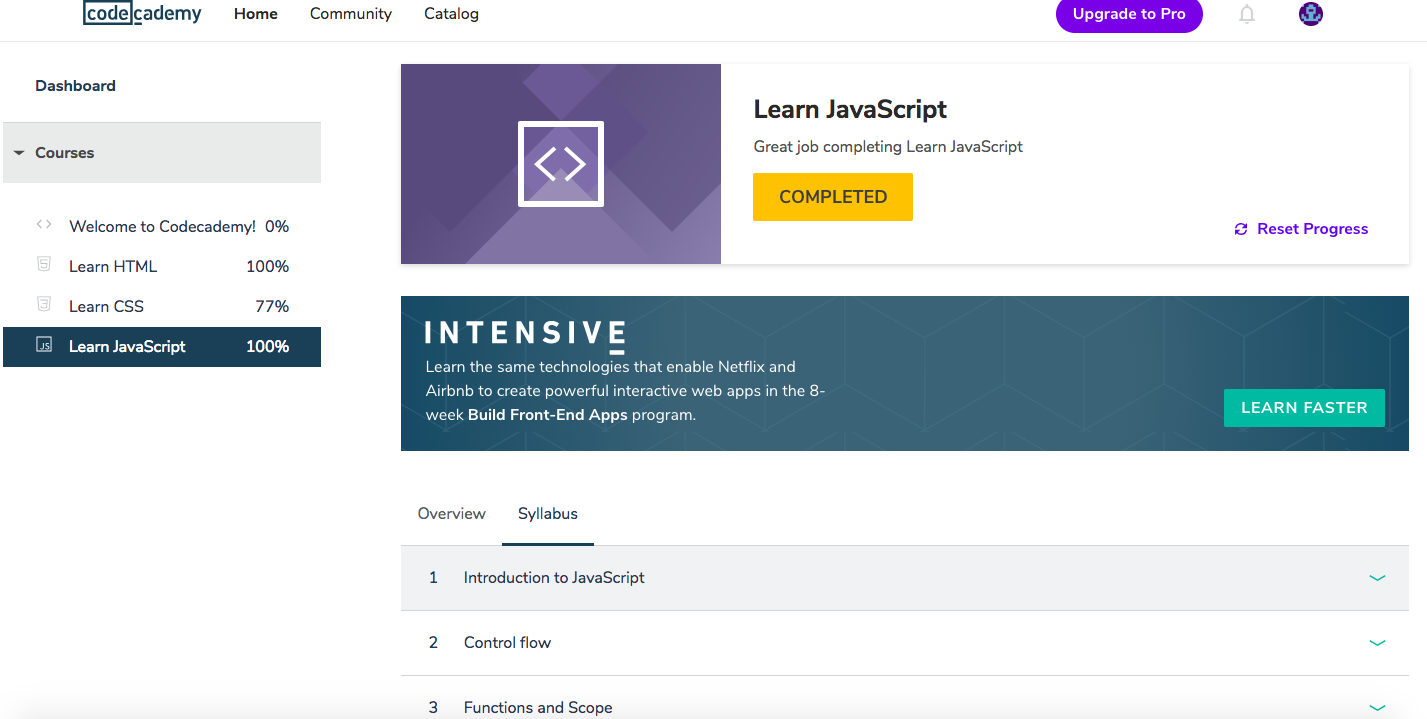 codecademy Home Community Catalog Upgrade to Pro
Dashboard
Courses
Welcome to Codecademy! 0%
Learn HTML 100%
Learn CSS 77%
JS Learn JavaScript 100%
Learn JavaScript
Great job completing Learn JavaScript
COMPLETED
Reset Progress
INTENSIVE
Learn the same technologies that enable Netflix and
Airbnb to create powerful interactive web apps in the 8-
week Build Front-End Apps program.
LEARN FASTER
Overview Syllabus
1 Introduction to JavaScript
2 Control flow
3 Functions and Scope